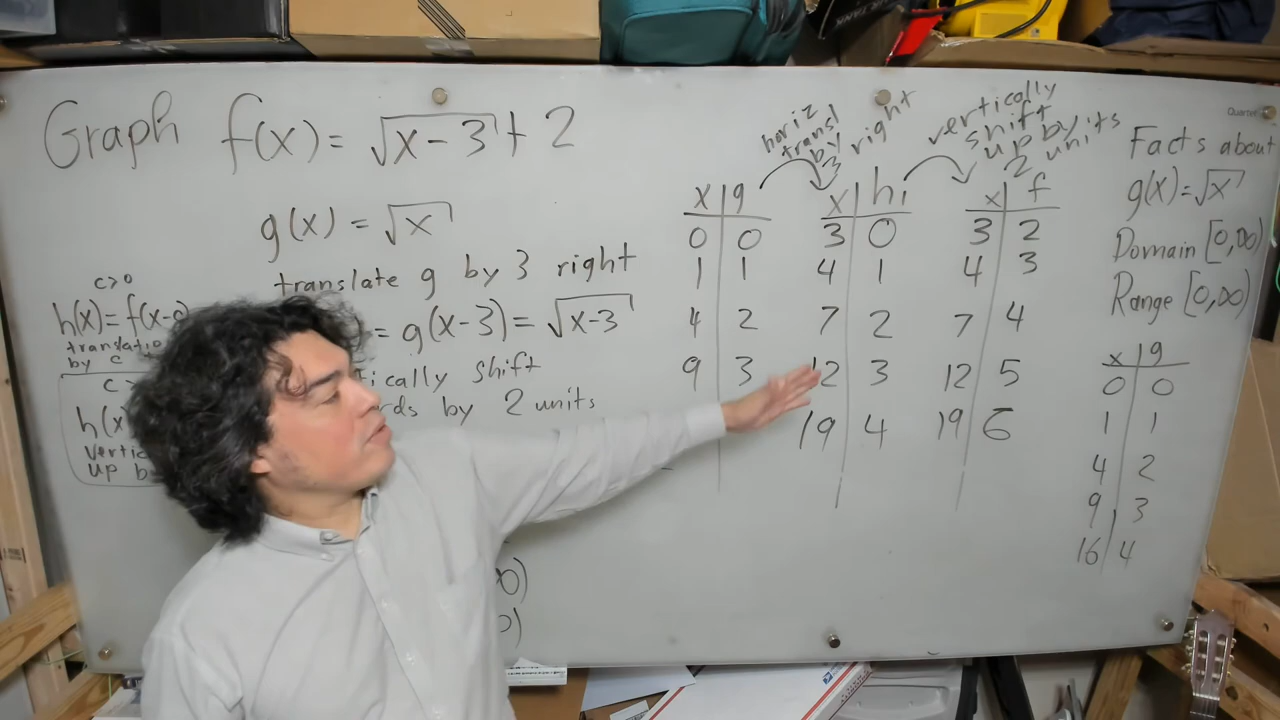 Graph f(x) = √x-3 + 2
g(x) = √x
translate g by 3 right
= g(x-3) = √x-3
shift
by 2 units
c>0
h(x)=
by c
h(x
up
horiz transl by 3 right
vertically shift up by 2 units
x | g
0 | 0
1 | 1
4 | 2
9 | 3
x | h
3 | 0
4 | 1
7 | 2
12 | 3
19 | 4
x | f
3 | 2
4 | 3
7 | 4
12 | 5
19 | 6
Quartet
Facts about
g(x)=√x
Domain [0,∞)
Range [0,∞)
x | g
0 | 0
1 | 1
4 | 2
9 | 3
16 | 4